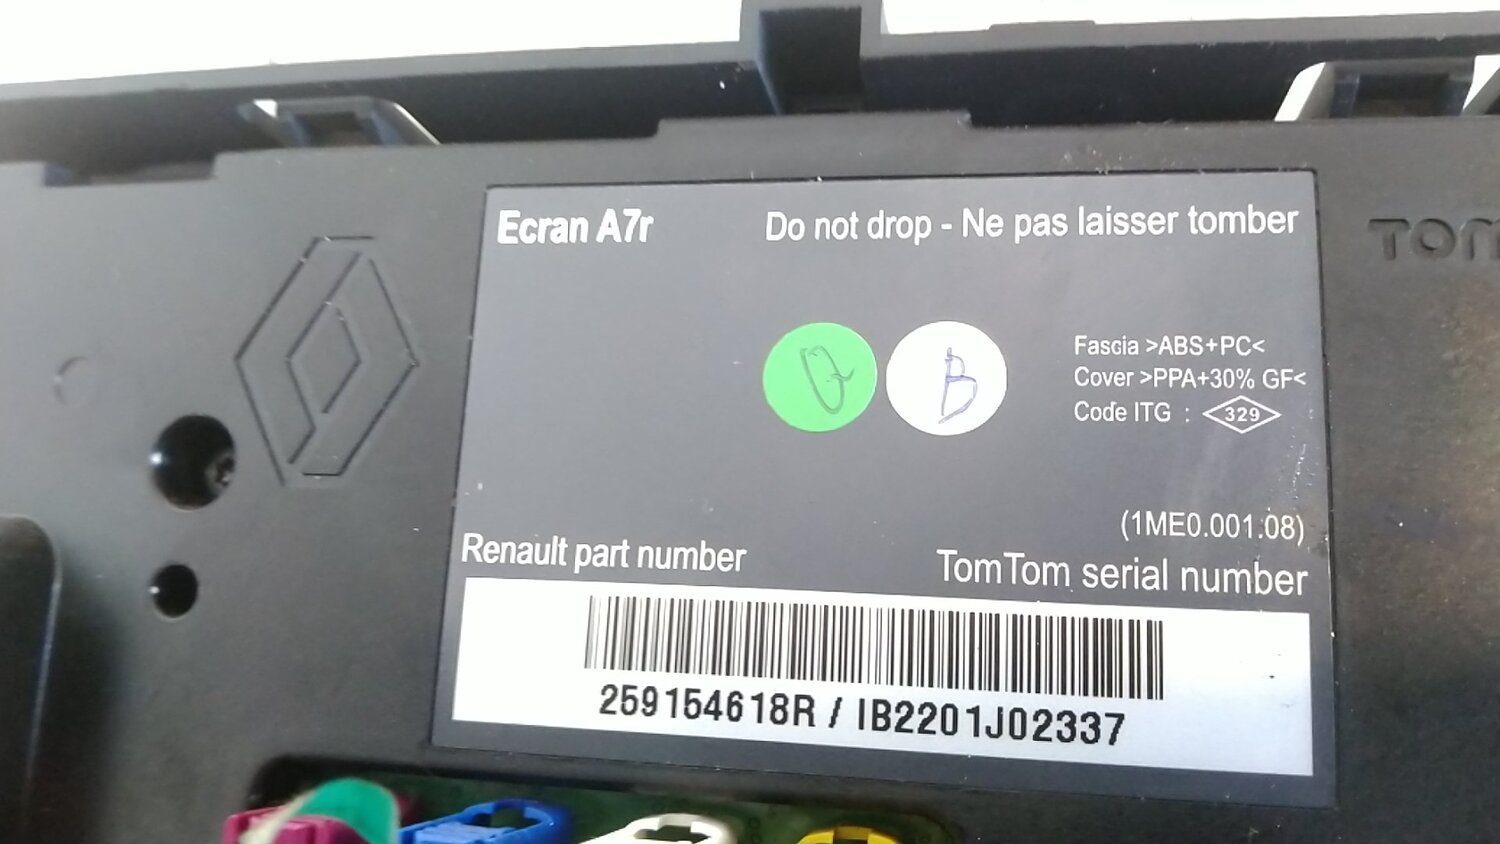 Ecran A7r
Do not drop - Ne pas laisser tomber
TOM
B
Fascia >ABS+PC<
Cover >PPA+30% GF<
Code ITG : 329
(1ME0.001.08)
Renault part number
TomTom serial number
259154618R / IB2201J02337